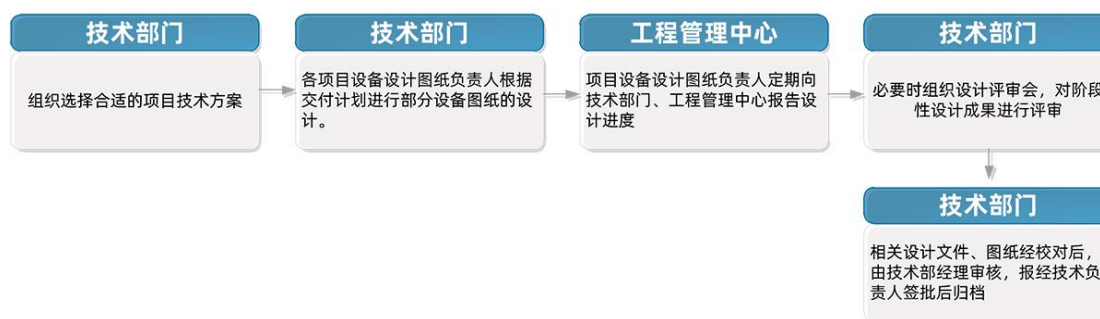 技术部门
组织选择合适的项目技术方案
技术部门
各项目设备设计图纸负责人根据
交付计划进行部分设备图纸的设
计。
工程管理中心
项目设备设计图纸负责人定期向
技术部门、工程管理中心报告设
计进度
技术部门
必要时组织设计评审会，对阶段
性设计成果进行评审
技术部门
相关设计文件、图纸经校对后，
由技术部经理审核，报经技术负
责人签批后归档